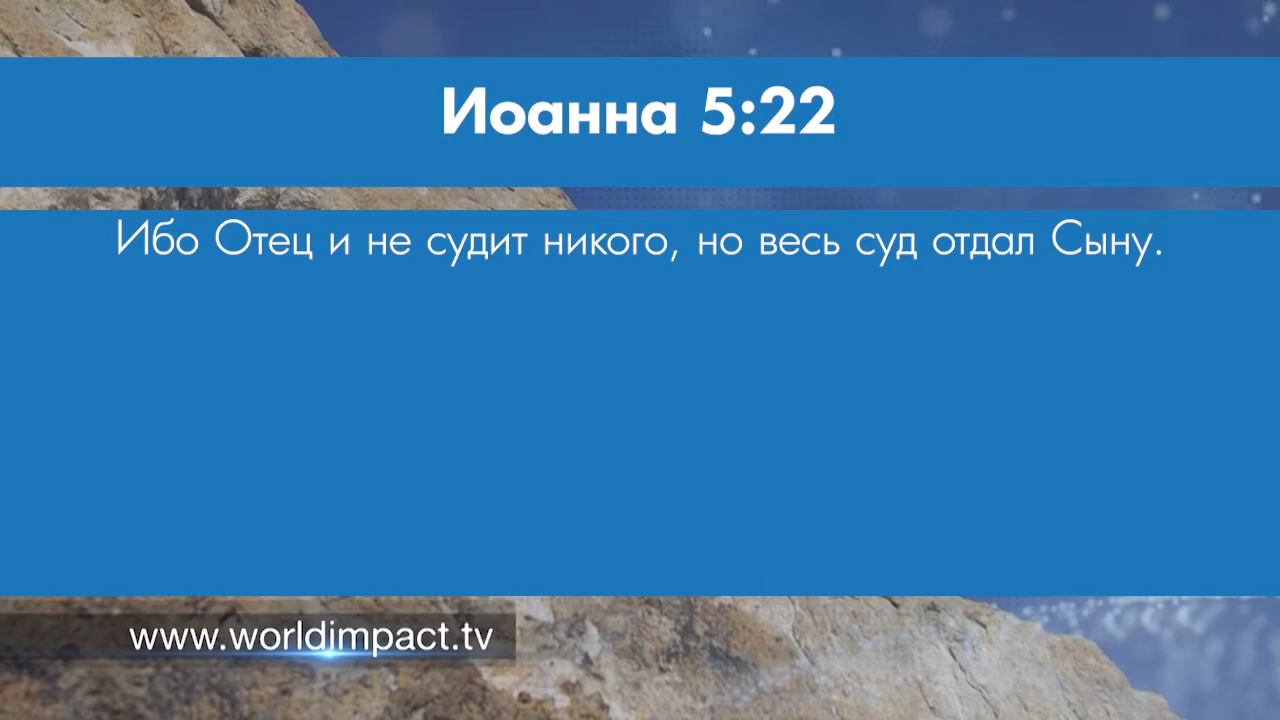 Иоанна 5:22
Ибо Отец и не судит никого, но весь суд отдал Сыну.
www.worldimpact.tv